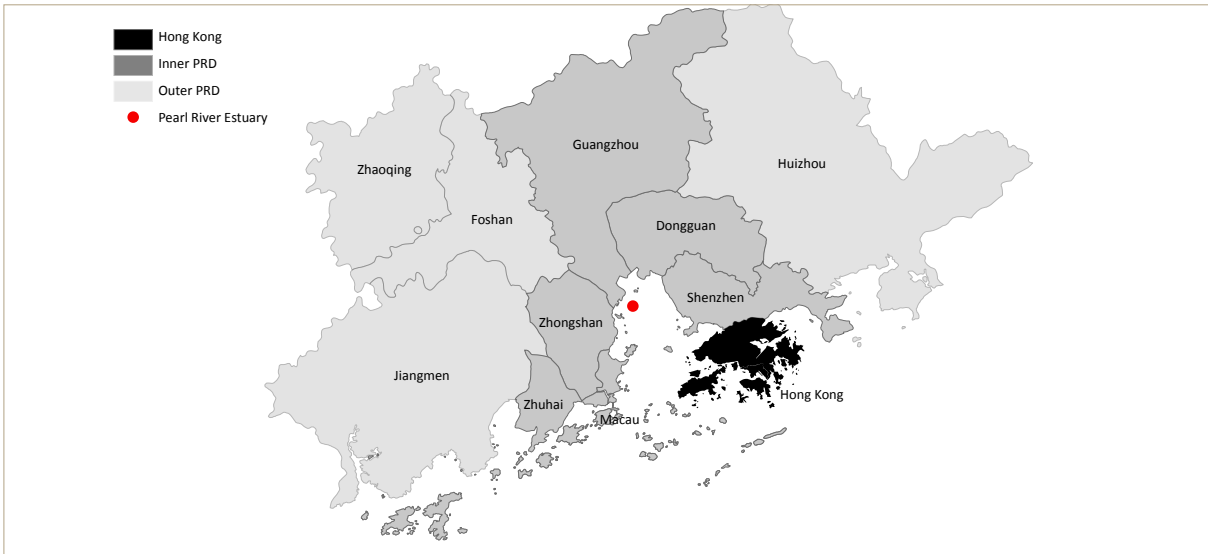 Hong Kong
Inner PRD
Outer PRD
Pearl River Estuary
Guangzhou
Zhaoqing
Huizhou
Foshan
Dongguan
Shenzhen
Zhongshan
Jiangmen
Hong Kong
Zhuhai
Macau